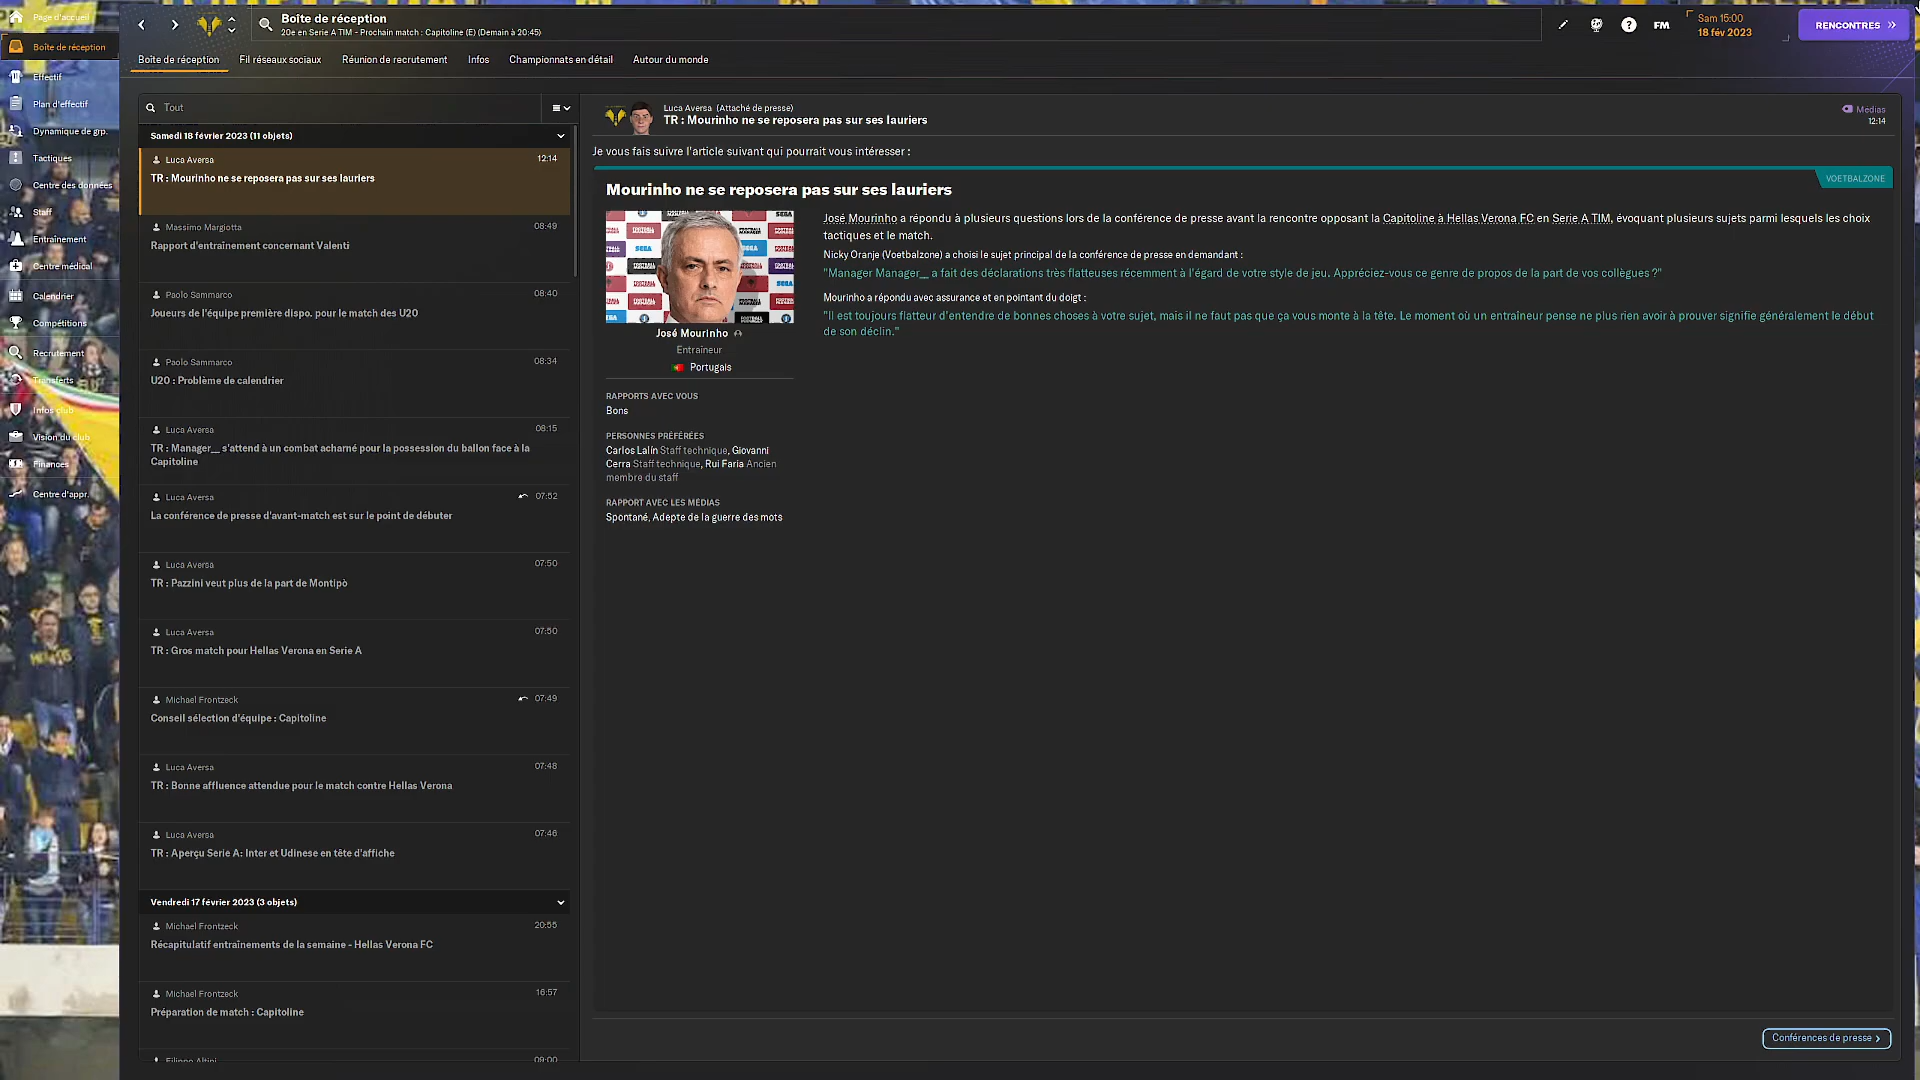 Page d'accueil
Boîte de réception
Effectif
Plan d'effectif
Dynamique de grp.
Tactiques
Centre des données
Staff
Entraînement
Centre médical
Calendrier
Compétitions
Recrutement
Transferts
Infos club
Vision du club
Finances
Centre d'appr.
Boîte de réception
20e en Serie A TIM - Prochain match : Capitoline (E) (Demain à 20:45)
FM
Sam 15:00
18 fév 2023
RENCONTRES
Boîte de réception Fil réseaux sociaux Réunion de recrutement Infos Championnats en détail Autour du monde
Tout
Samedi 18 février 2023 (11 objets)
Luca Aversa 12:14
TR : Mourinho ne se reposera pas sur ses lauriers
Massimo Margiotta 08:49
Rapport d'entraînement concernant Valenti
Paolo Sammarco 08:40
Joueurs de l'équipe première dispo. pour le match des U20
Paolo Sammarco 08:34
U20 : Problème de calendrier
Luca Aversa 08:15
TR : Manager__ s'attend à un combat acharné pour la possession du ballon face à la
Capitoline
Luca Aversa 07:52
La conférence de presse d'avant-match est sur le point de débuter
Luca Aversa 07:50
TR : Pazzini veut plus de la part de Montipò
Luca Aversa 07:50
TR : Gros match pour Hellas Verona en Serie A
Michael Frontzeck 07:49
Conseil sélection d'équipe : Capitoline
Luca Aversa 07:48
TR : Bonne affluence attendue pour le match contre Hellas Verona
Luca Aversa 07:46
TR : Aperçu Serie A: Inter et Udinese en tête d'affiche
Vendredi 17 février 2023 (3 objets)
Michael Frontzeck 20:55
Récapitulatif entraînements de la semaine - Hellas Verona FC
Michael Frontzeck 16:57
Préparation de match : Capitoline
Filippo Altini 09:00
Luca Aversa (Attaché de presse)
TR : Mourinho ne se reposera pas sur ses lauriers
Médias
12:14
Je vous fais suivre l'article suivant qui pourrait vous intéresser :
VOETBALZONE
Mourinho ne se reposera pas sur ses lauriers
José Mourinho a répondu à plusieurs questions lors de la conférence de presse avant la rencontre opposant la Capitoline à Hellas Verona FC en Serie A TIM, évoquant plusieurs sujets parmi lesquels les choix
tactiques et le match.
Nicky Oranje (Voetbalzone) a choisi le sujet principal de la conférence de presse en demandant :
"Manager Manager__ a fait des déclarations très flatteuses récemment à l'égard de votre style de jeu. Appréciez-vous ce genre de propos de la part de vos collègues ?"
Mourinho a répondu avec assurance et en pointant du doigt :
"Il est toujours flatteur d'entendre de bonnes choses à votre sujet, mais il ne faut pas que ça vous monte à la tête. Le moment où un entraîneur pense ne plus rien avoir à prouver signifie généralement le début
de son déclin."
José Mourinho
Entraîneur
Portugais
RAPPORTS AVEC VOUS
Bons
PERSONNES PRÉFÉRÉES
Carlos Lalín Staff technique, Giovanni
Cerra Staff technique, Rui Faria Ancien
membre du staff
RAPPORT AVEC LES MÉDIAS
Spontané, Adepte de la guerre des mots
Conférences de presse